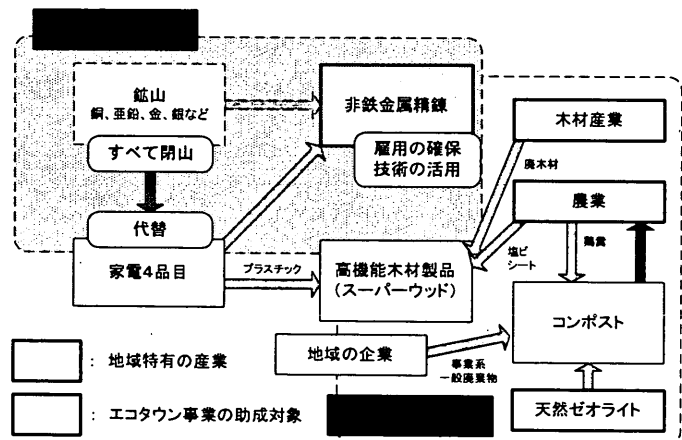 鉱山
銅、亜鉛、金、銀など
すべて閉山
代替
家電4品目
非鉄金属精錬
雇用の確保
技術の活用
木材産業
廃木材
農業
塩ビ
シート
鶏糞
プラスチック
高機能木材製品
(スーパーウッド)
コンポスト
地域の企業
事業系
一般廃棄物
天然ゼオライト
: 地域特有の産業
: エコタウン事業の助成対象